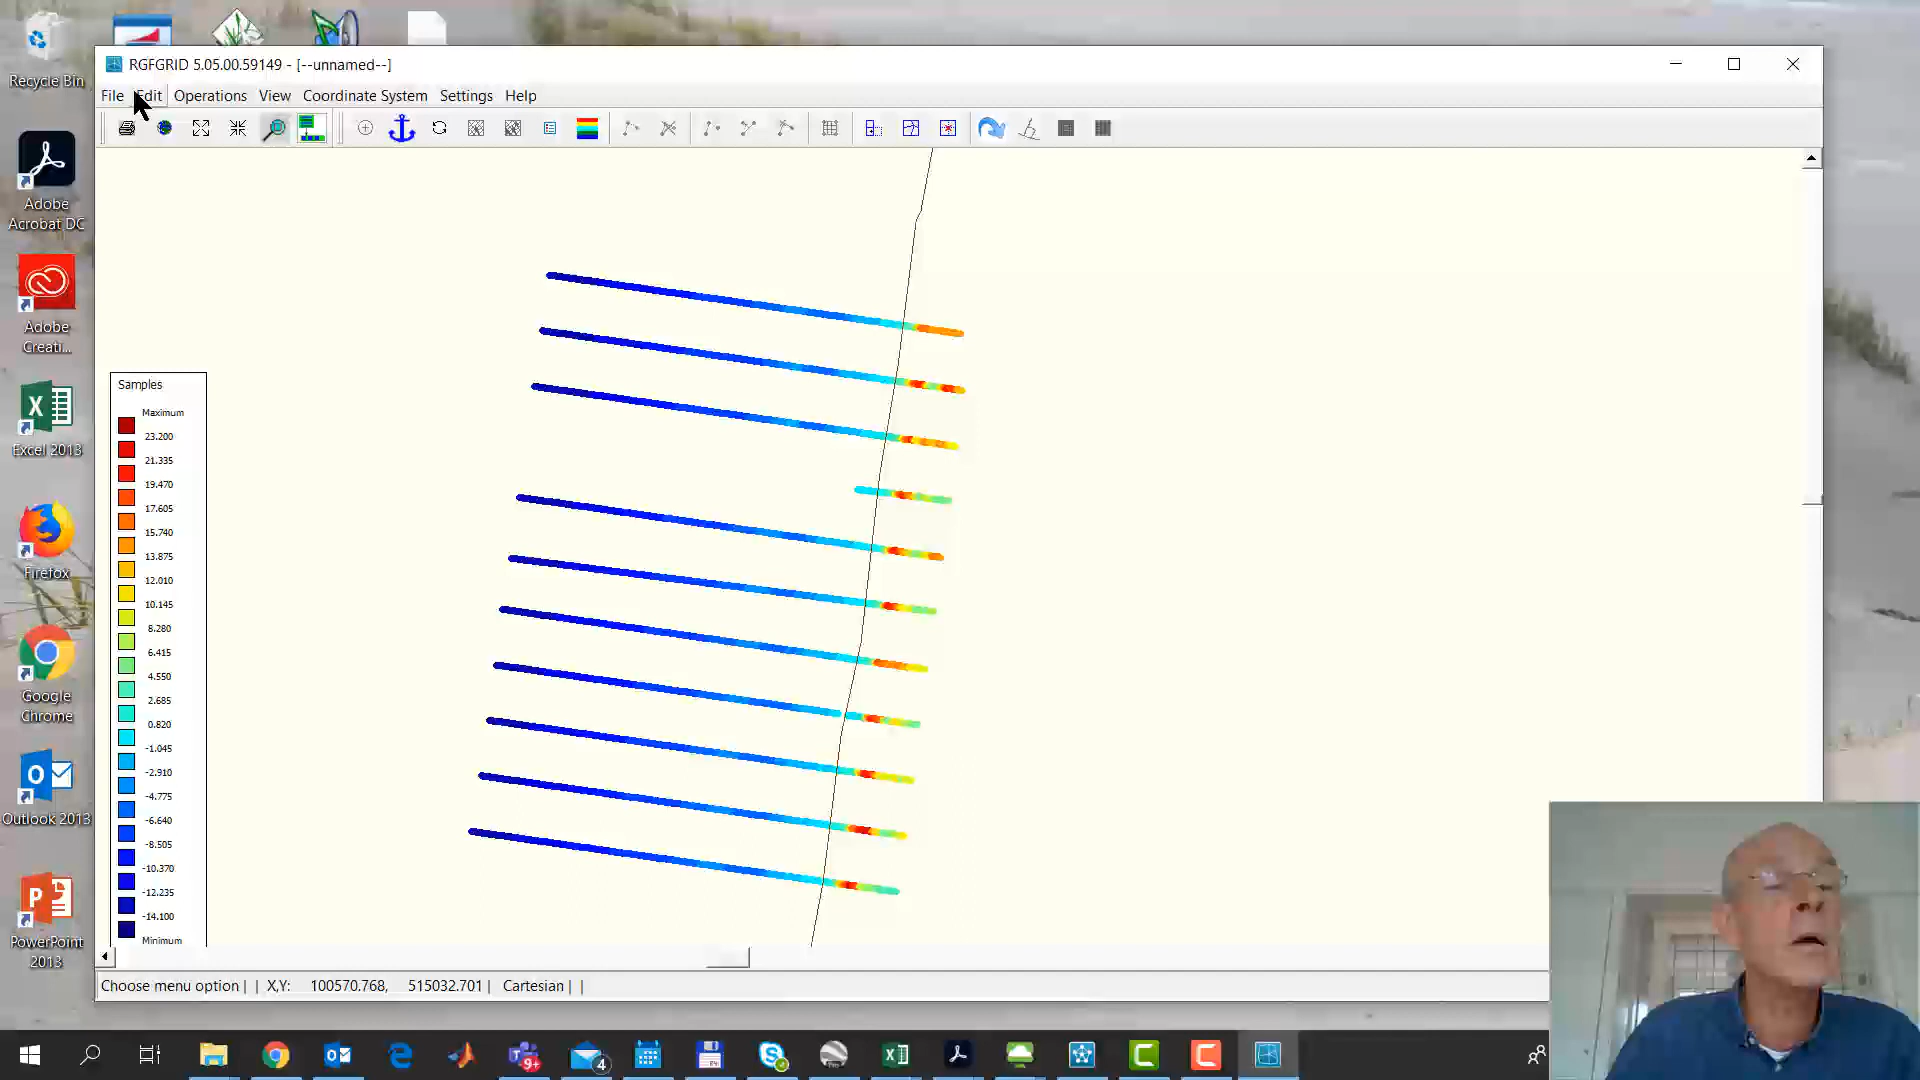 RGFGRID 5.05.00.59149 - [--unnamed--]
File Edit Operations View Coordinate System Settings Help
Recycle Bin
Adobe
Acrobat DC
Adobe
Creati...
Excel 2013
Firefox
Google
Chrome
Outlook 2013
PowerPoint
2013
Samples
Maximum
23.200
21.335
19.470
17.605
15.740
13.875
12.010
10.145
8.280
6.415
4.550
2.685
0.820
-1.045
-2.910
-4.775
-6.640
-8.505
-10.370
-12.235
-14.100
Minimum
Choose menu option | | X,Y: 100570.768, 515032.701 | Cartesian | |
9+
4